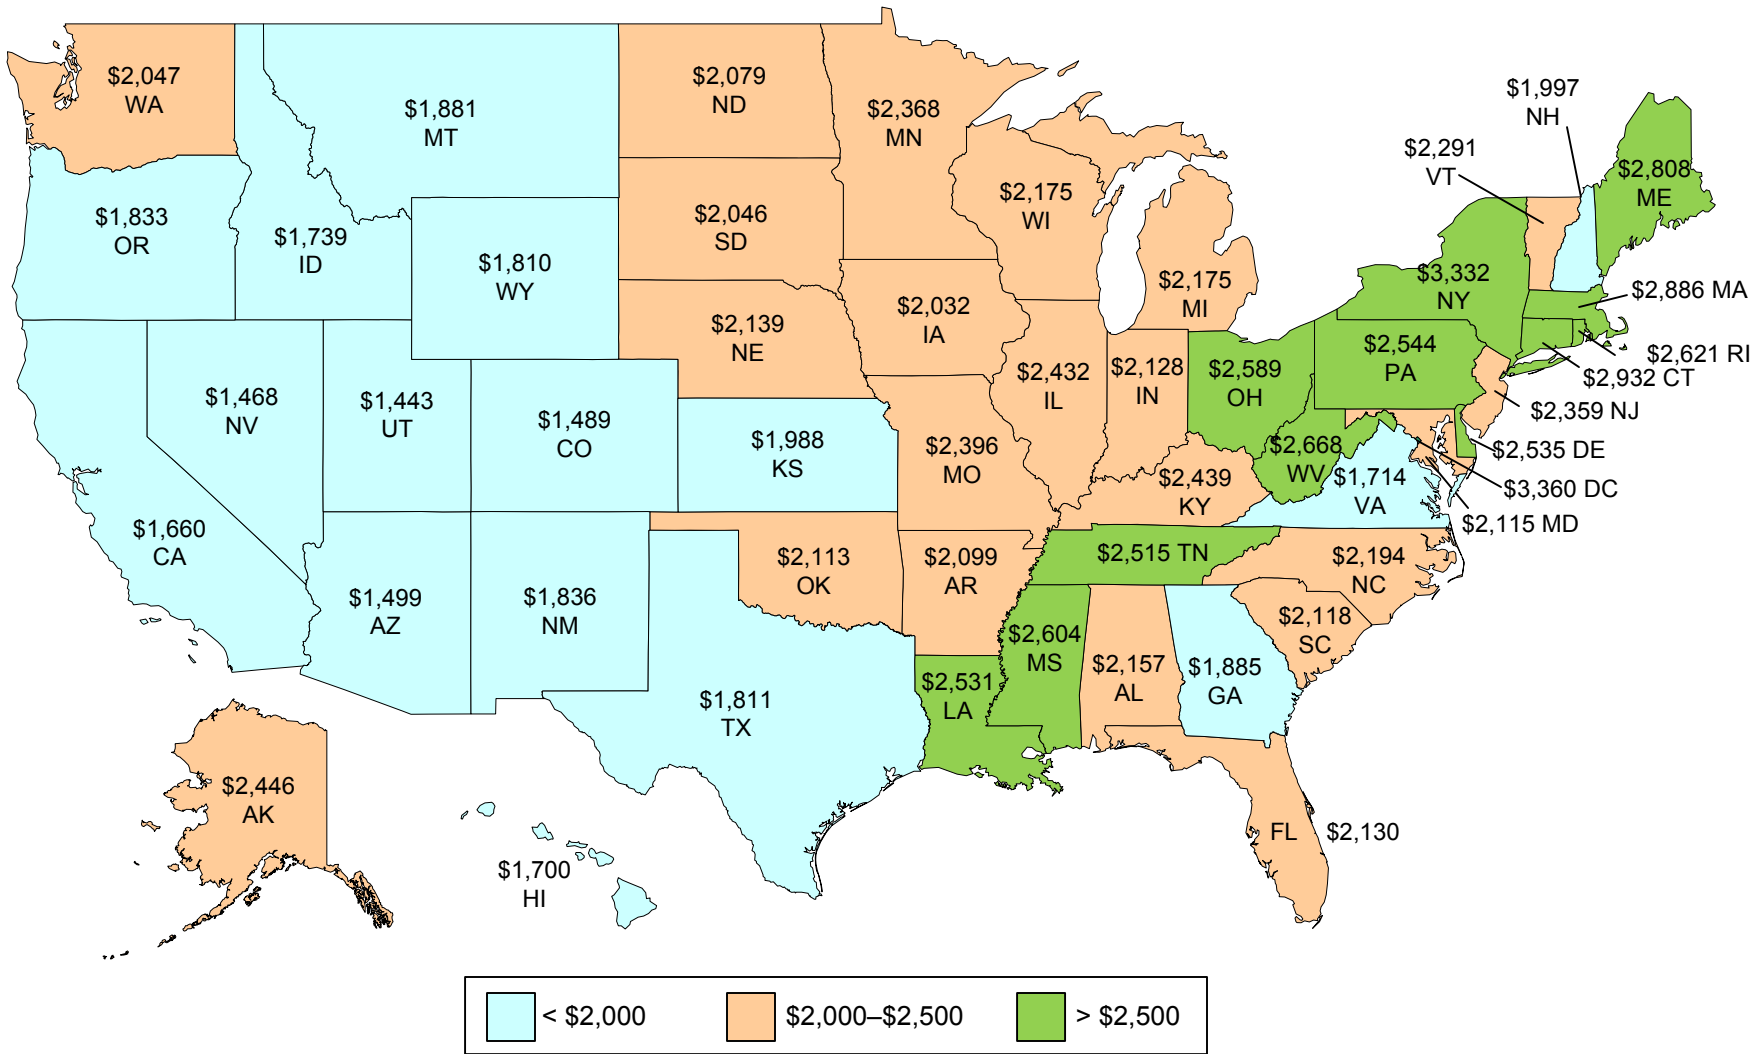 $2,047
WA
$1,881
MT
$2,079
ND
$2,368
MN
$1,997
NH
$2,291
VT
$2,808
ME
$1,833
OR
$1,739
ID
$1,810
WY
$2,046
SD
$2,175
WI
$2,175
MI
$3,332
NY
$2,886 MA
$2,621 RI
$2,932 CT
$2,359 NJ
$2,535 DE
$3,360 DC
$2,115 MD
$2,139
NE
$2,032
IA
$2,432
IL
$2,128
IN
$2,589
OH
$2,544
PA
$1,468
NV
$1,443
UT
$1,489
CO
$1,988
KS
$2,396
MO
$2,439
KY
$2,668
WV
$1,714
VA
$1,660
CA
$1,499
AZ
$1,836
NM
$2,113
OK
$2,099
AR
$2,515 TN
$2,194
NC
$2,118
SC
$1,811
TX
$2,531
LA
$2,604
MS
$2,157
AL
$1,885
GA
FL $2,130
$2,446
AK
$1,700
HI
< $2,000 $2,000–$2,500 > $2,500